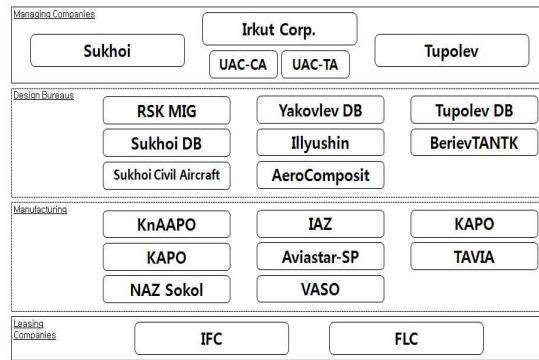 Managing Companies
Irkut Corp.
Sukhoi
Tupolev
UAC-CA UAC-TA
Design Bureaus
RSK MIG Yakovlev DB Tupolev DB
Sukhoi DB Illyushin BerievTANTK
Sukhoi Civil Aircraft AeroComposit
Manufacturing
KnAAPO IAZ KAPO
KAPO Aviastar-SP TAVIA
NAZ Sokol VASO
Leasing
Companies
IFC FLC